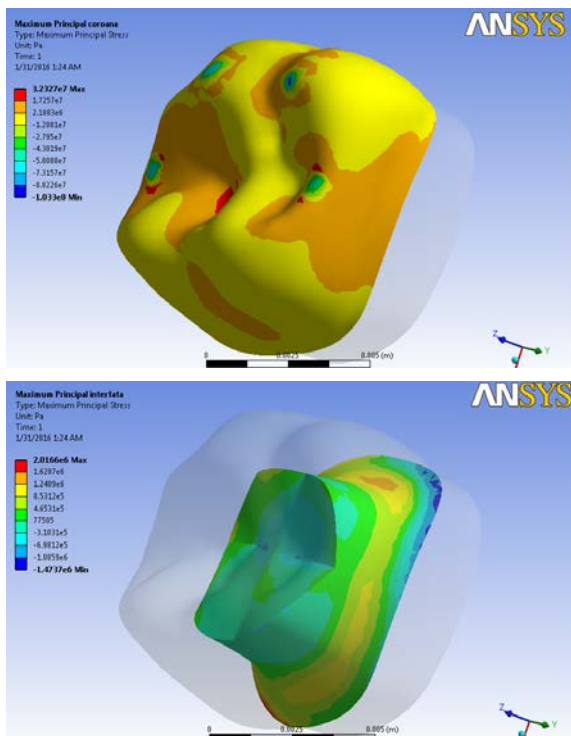 Maximum Principal coroana
Type: Maximum Principal Stress
Unit: Pa
Time: 1
1/31/2016 1:24 AM
3.2327e7 Max
1.7257e7
2.1883e6
-1.2881e7
-2.795e7
-4.3019e7
-5.8088e7
-7.3157e7
-8.8226e7
-1.033e8 Min
ANSYS
Z
Y
0
0.0025
0.005 (m)
Maximum Principal interfata
Type: Maximum Principal Stress
Unit: Pa
Time: 1
1/31/2016 1:24 AM
2.0166e6 Max
1.6287e6
1.2409e6
8.5312e5
4.6531e5
77505
-3.1031e5
-6.9812e5
-1.0859e6
-1.4737e6 Min
ANSYS
Z
Y
0
0.0025
0.005 (m)